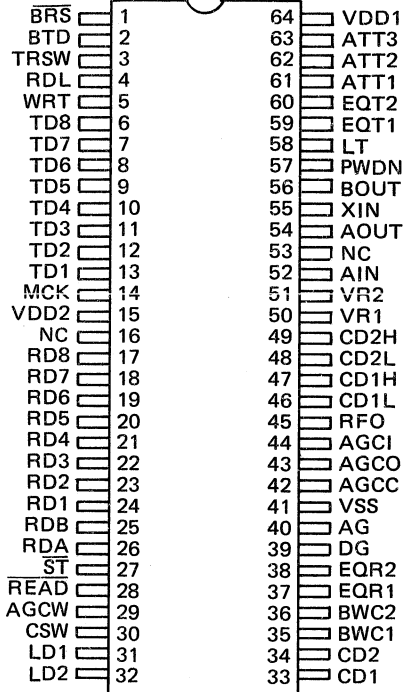 B̅R̅S̅ 1 64 VDD1
BTD 2 63 ATT3
TRSW 3 62 ATT2
RDL 4 61 ATT1
WRT 5 60 EQT2
TD8 6 59 EQT1
TD7 7 58 LT
TD6 8 57 PWDN
TD5 9 56 BOUT
TD4 10 55 XIN
TD3 11 54 AOUT
TD2 12 53 NC
TD1 13 52 AIN
MCK 14 51 VR2
VDD2 15 50 VR1
NC 16 49 CD2H
RD8 17 48 CD2L
RD7 18 47 CD1H
RD6 19 46 CD1L
RD5 20 45 RFO
RD4 21 44 AGCI
RD3 22 43 AGCO
RD2 23 42 AGCC
RD1 24 41 VSS
RDB 25 40 AG
RDA 26 39 DG
S̅T̅ 27 38 EQR2
R̅E̅A̅D̅ 28 37 EQR1
AGCW 29 36 BWC2
CSW 30 35 BWC1
LD1 31 34 CD2
LD2 32 33 CD1